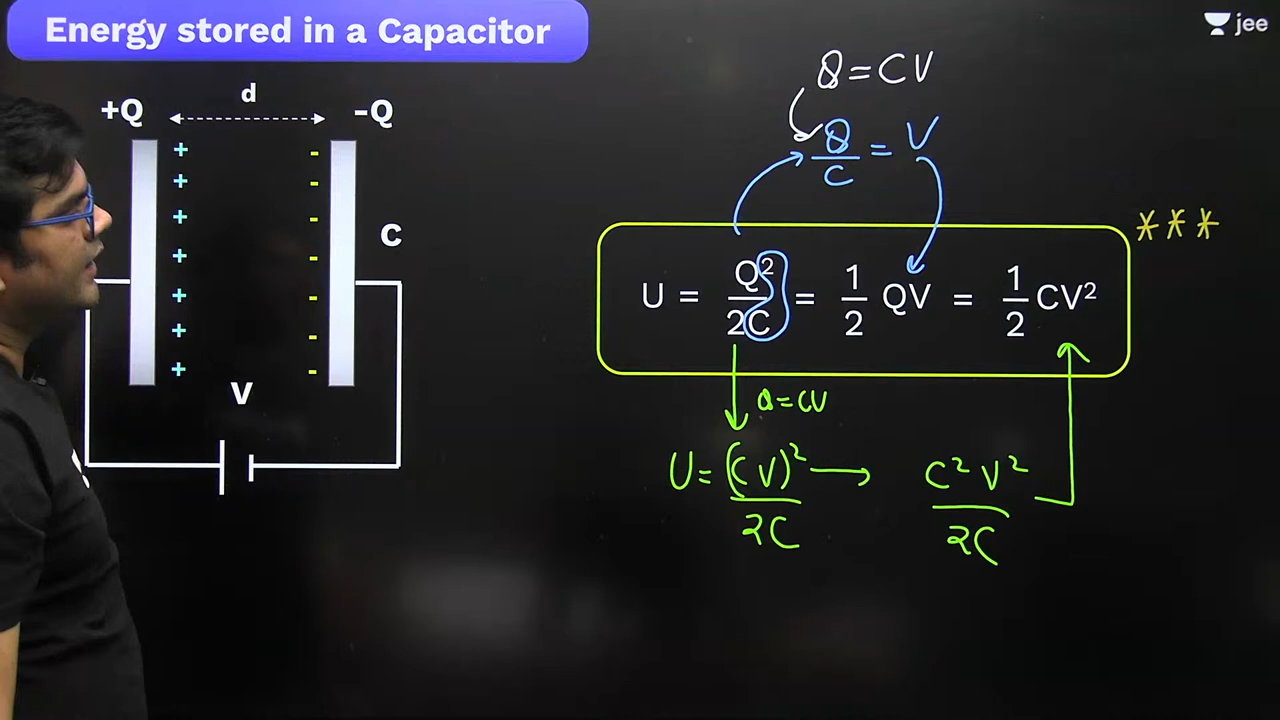 Energy stored in a Capacitor
jee
+Q d -Q
+ -
+ -
+ -
+ -
+ -
+ -
+ -
C
V
Q = CV
Q/C = V
***
U = Q²/2C = 1/2 QV = 1/2 CV²
Q = CV
U = (CV)²/2C → C²V²/2C